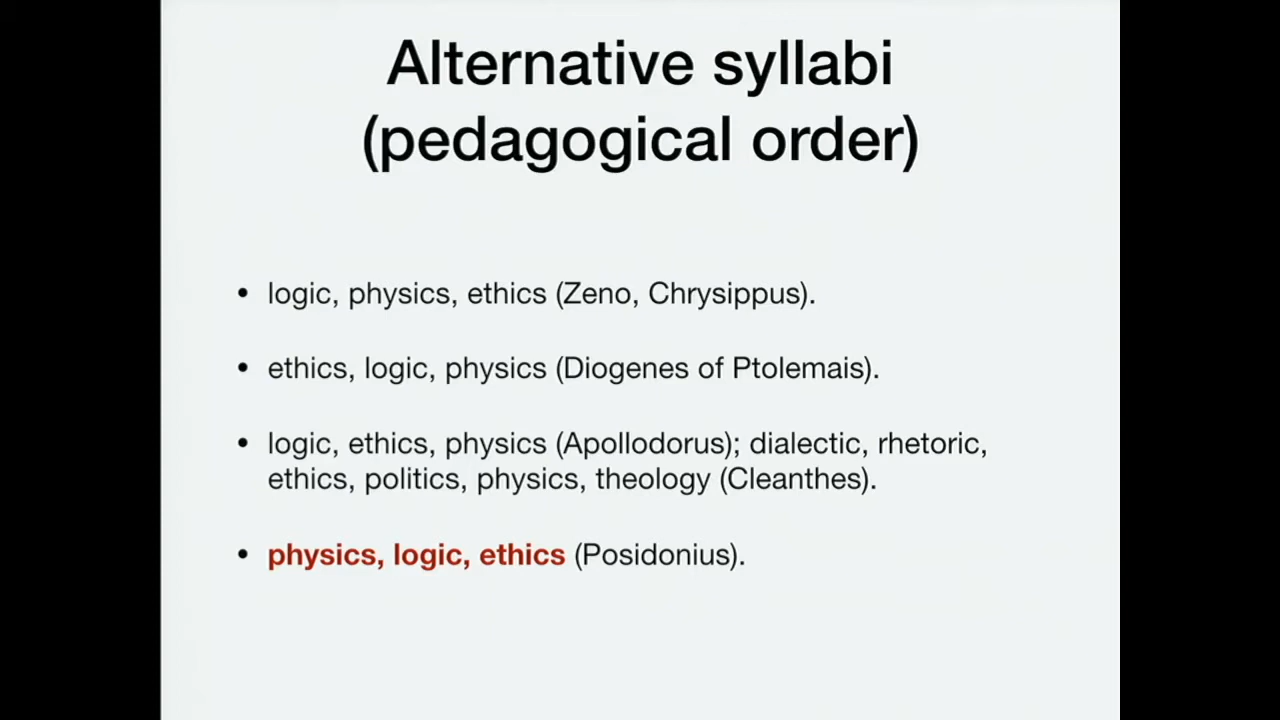 Alternative syllabi
(pedagogical order)
• logic, physics, ethics (Zeno, Chrysippus).
• ethics, logic, physics (Diogenes of Ptolemais).
• logic, ethics, physics (Apollodorus); dialectic, rhetoric,
ethics, politics, physics, theology (Cleanthes).
• physics, logic, ethics (Posidonius).